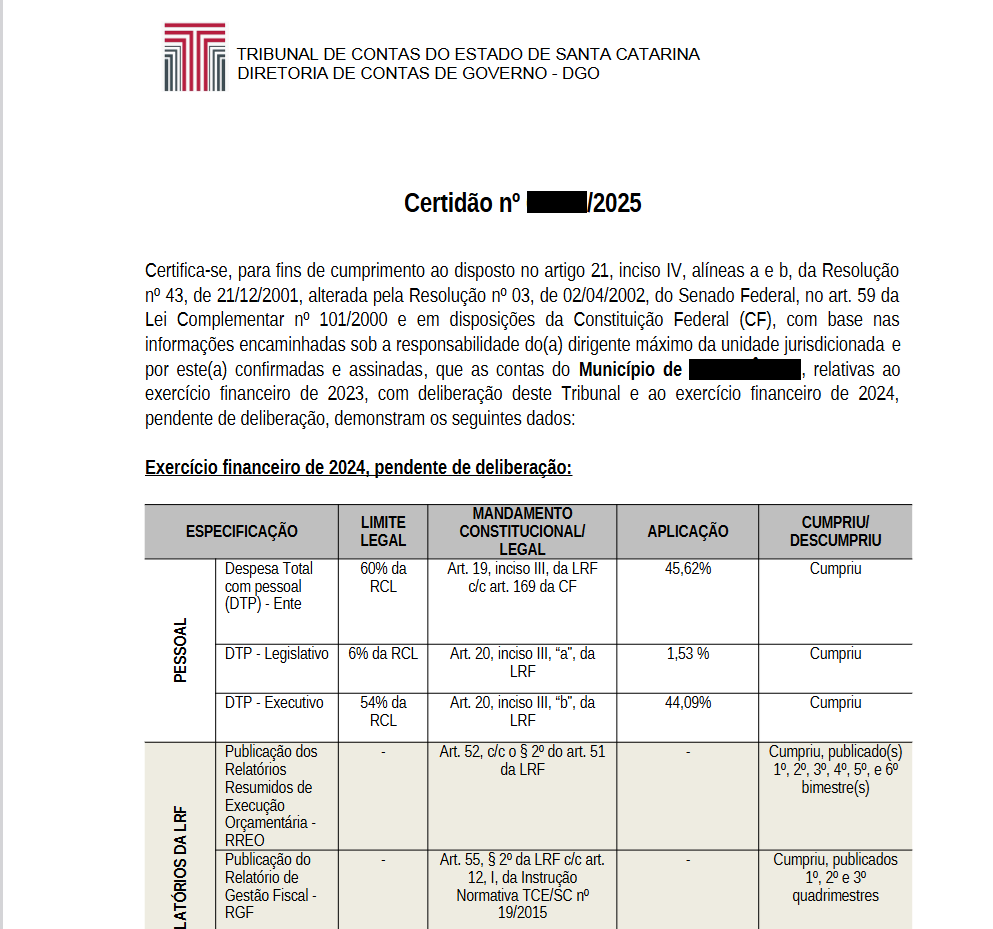 TRIBUNAL DE CONTAS DO ESTADO DE SANTA CATARINA
DIRETORIA DE CONTAS DE GOVERNO - DGO
Certidão nº /2025
Certifica-se, para fins de cumprimento ao disposto no artigo 21, inciso IV, alíneas a e b, da Resolução
nº 43, de 21/12/2001, alterada pela Resolução nº 03, de 02/04/2002, do Senado Federal, no art. 59 da
Lei Complementar nº 101/2000 e em disposições da Constituição Federal (CF), com base nas
informações encaminhadas sob a responsabilidade do(a) dirigente máximo da unidade jurisdicionada e
por este(a) confirmadas e assinadas, que as contas do Município de , relativas ao
exercício financeiro de 2023, com deliberação deste Tribunal e ao exercício financeiro de 2024,
pendente de deliberação, demonstram os seguintes dados:
Exercício financeiro de 2024, pendente de deliberação:
ESPECIFICAÇÃO
LIMITE
LEGAL
MANDAMENTO
CONSTITUCIONAL/
LEGAL
APLICAÇÃO
CUMPRIU/
DESCUMPRIU
PESSOAL
Despesa Total
com pessoal
(DTP) - Ente
60% da
RCL
Art. 19, inciso III, da LRF
c/c art. 169 da CF
45,62%
Cumpriu
DTP - Legislativo
6% da RCL
Art. 20, inciso III, “a”, da
LRF
1,53 %
Cumpriu
DTP - Executivo
54% da
RCL
Art. 20, inciso III, “b”, da
LRF
44,09%
Cumpriu
LATÓRIOS DA LRF
Publicação dos
Relatórios
Resumidos de
Execução
Orçamentária -
RREO
-
Art. 52, c/c o § 2º do art. 51
da LRF
-
Cumpriu, publicado(s)
1º, 2º, 3º, 4º, 5º, e 6º
bimestre(s)
Publicação do
Relatório de
Gestão Fiscal -
RGF
-
Art. 55, § 2º da LRF c/c art.
12, I, da Instrução
Normativa TCE/SC nº
19/2015
-
Cumpriu, publicados
1º, 2º e 3º
quadrimestres